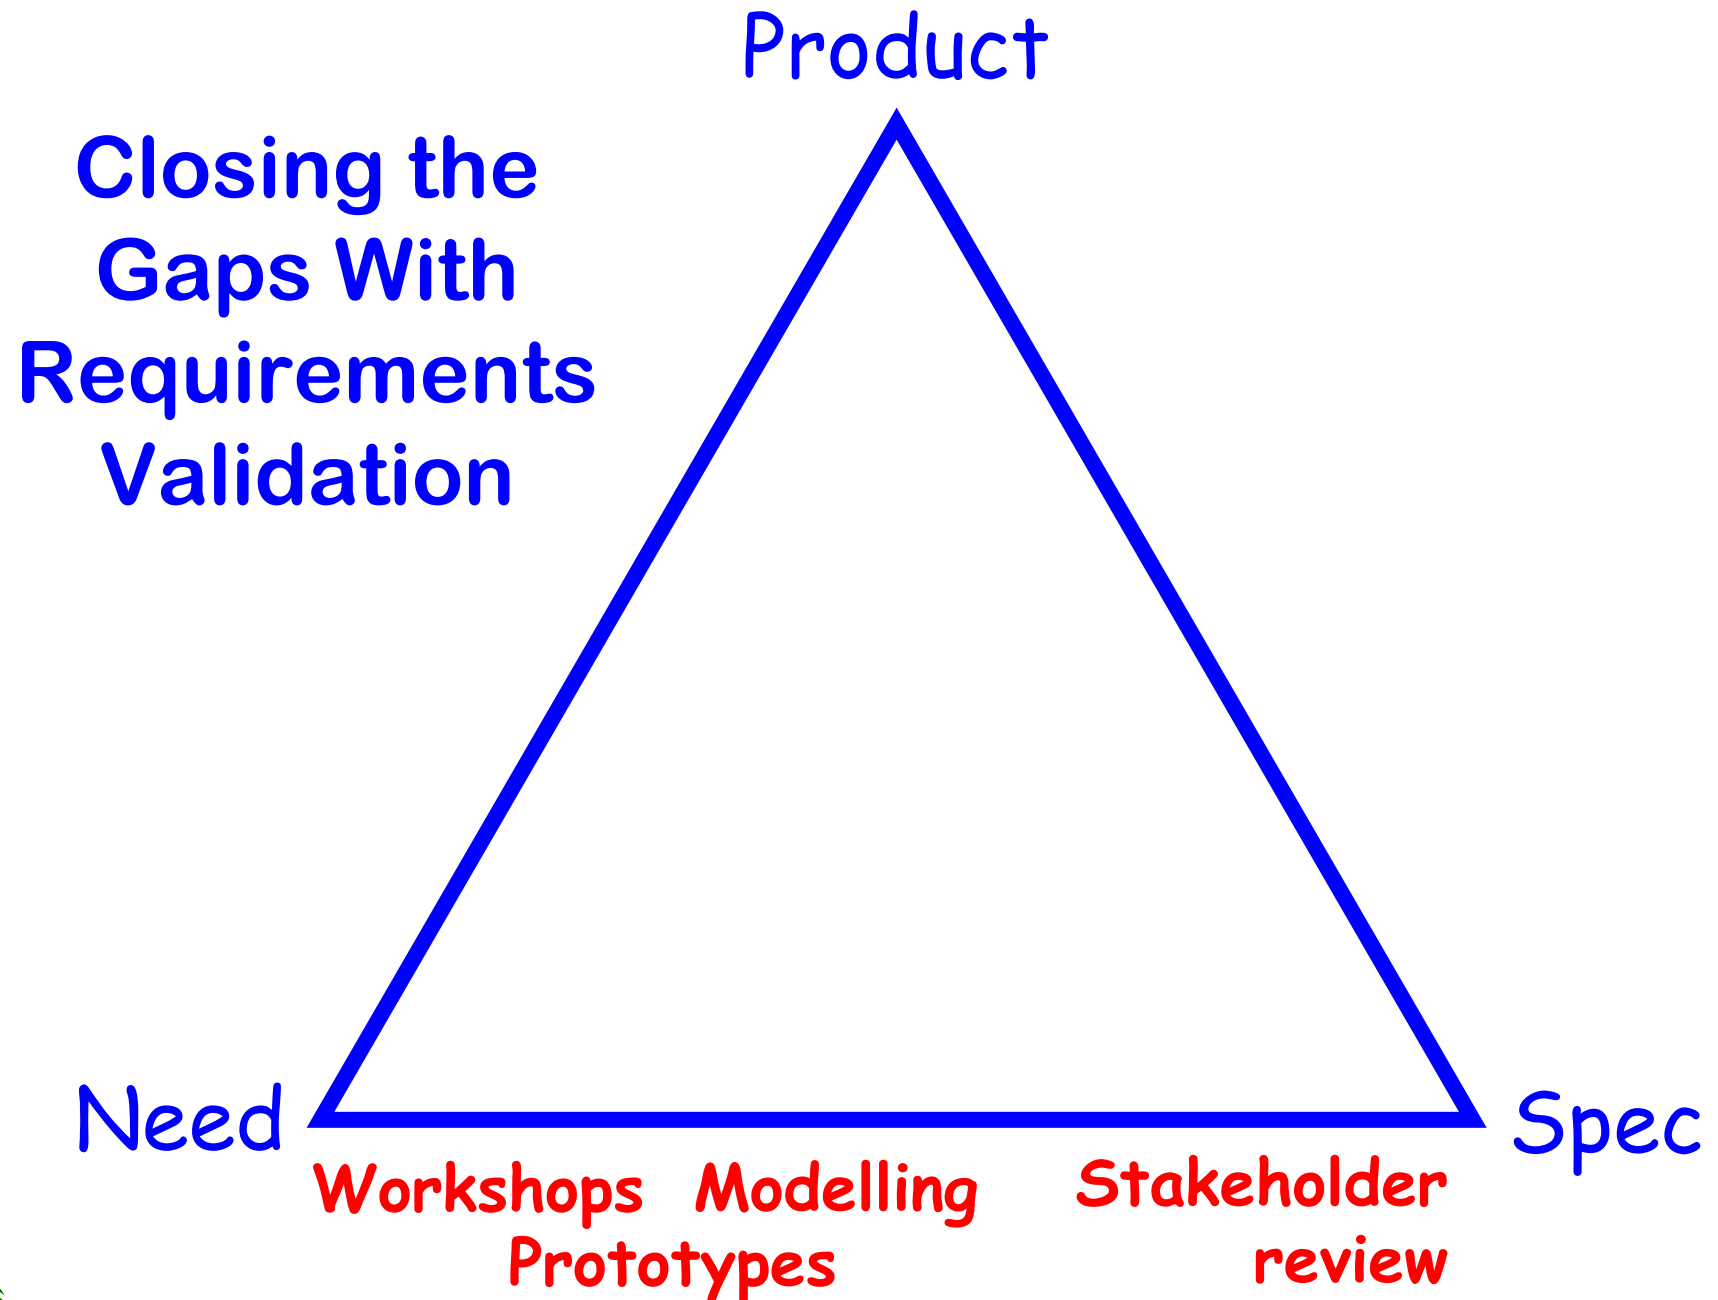 Product
Closing the
Gaps With
Requirements
Validation
Need
Spec
Workshops Modelling Stakeholder
Prototypes review